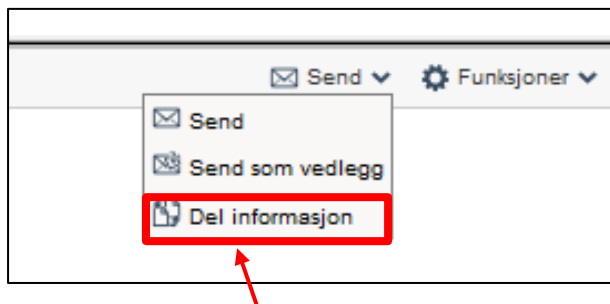 Send Funksjoner
Send
Send som vedlegg
Del informasjon